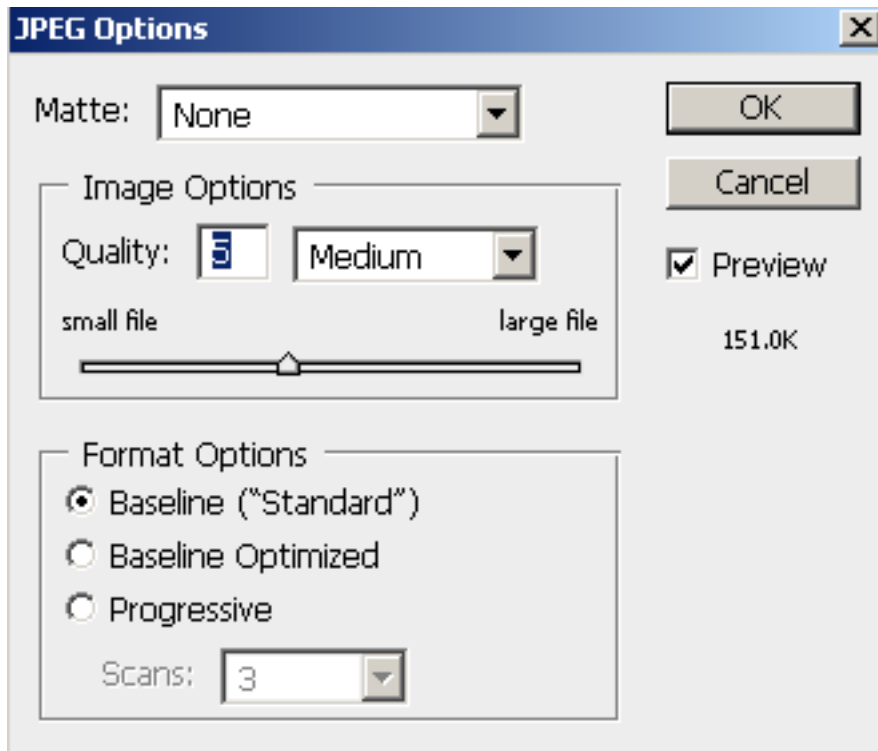 JPEG Options
Matte: None
OK
Cancel
Image Options
Quality: 5 Medium
Preview
small file large file
151.0K
Format Options
Baseline (“Standard”)
Baseline Optimized
Progressive
Scans: 3